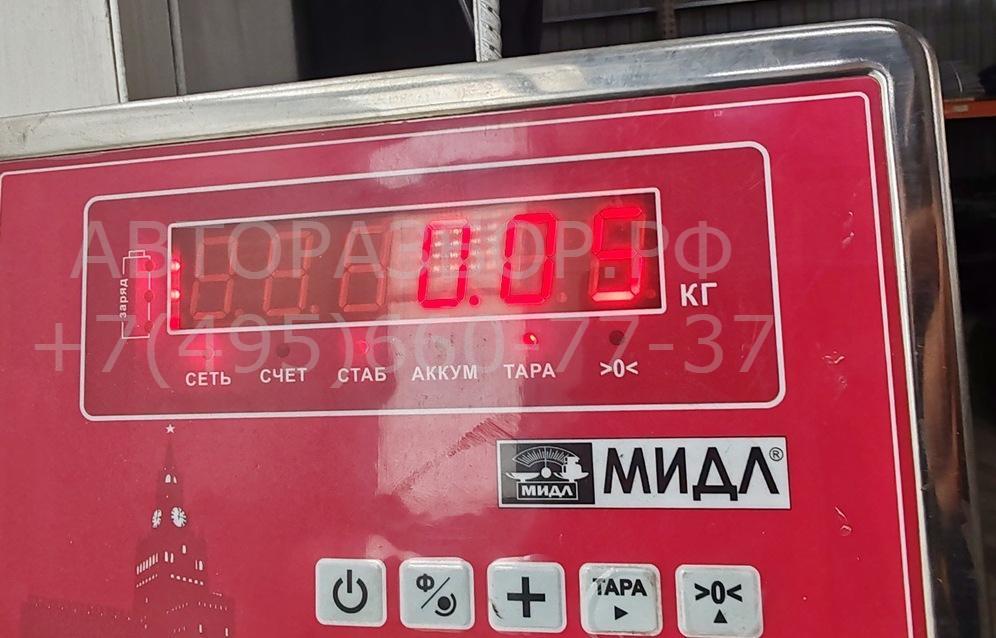 0.05
АВТОРАЗБОР.РФ
КГ
заряд
+7(495)660-77-37
СЕТЬ СЧЕТ СТАБ АККУМ ТАРА >0<
МИДЛ МИДЛ®
Ф ТАРА >0<